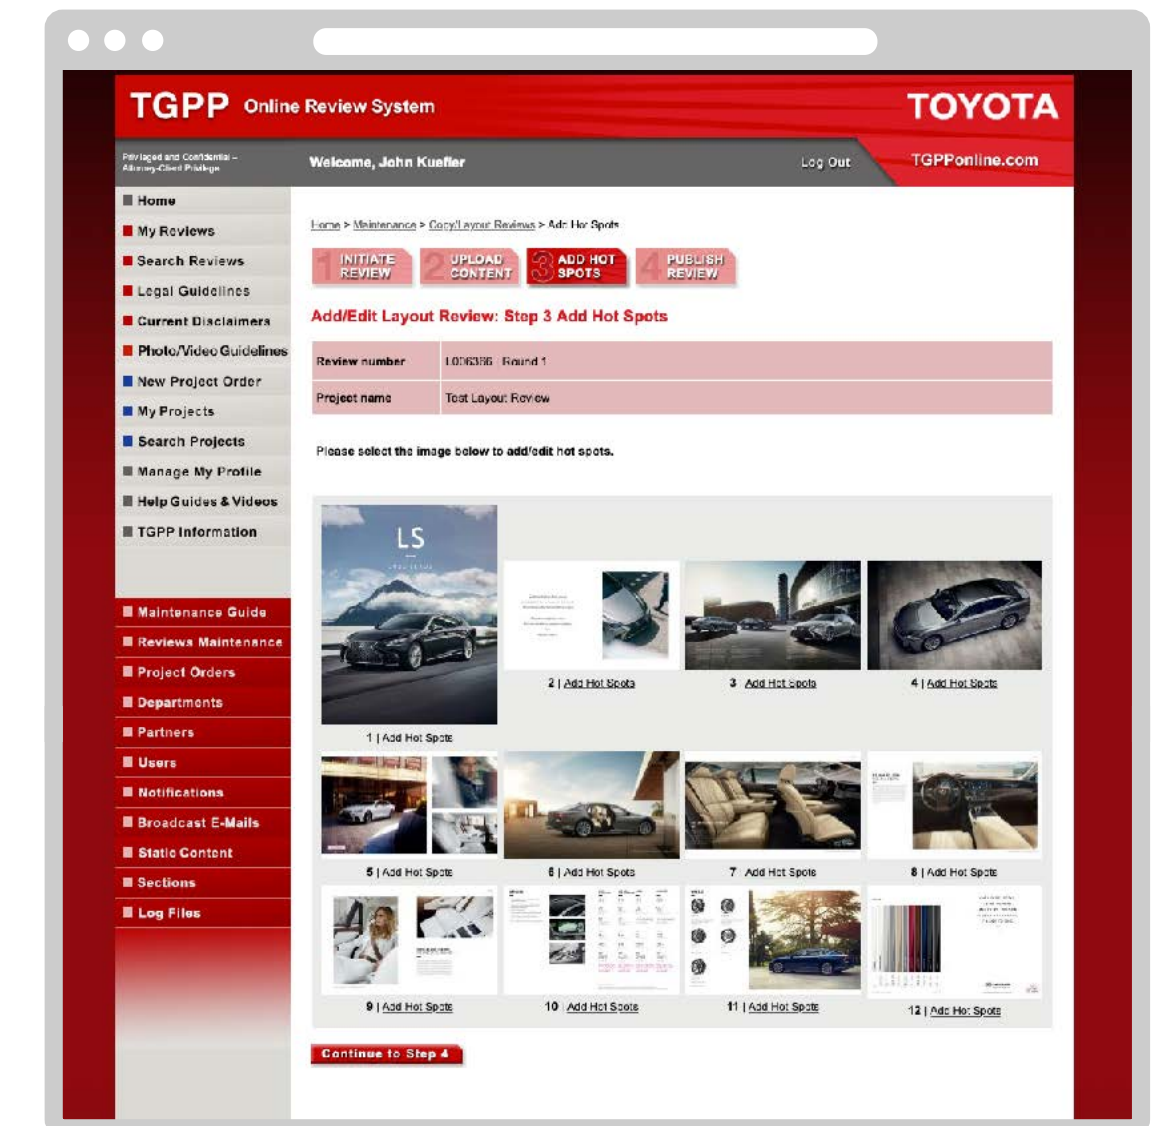 TGPP Online Review System
TOYOTA
Privileged and Confidential –
Attorney-Client Privilege
Welcome, John Kuefler
Log Out
TGPPonline.com
Home
My Reviews
Search Reviews
Legal Guidelines
Current Disclaimers
Photo/Video Guidelines
New Project Order
My Projects
Search Projects
Manage My Profile
Help Guides & Videos
TGPP Information
Maintenance Guide
Reviews Maintenance
Project Orders
Departments
Partners
Users
Notifications
Broadcast E-Mails
Static Content
Sections
Log Files
Home > Maintenance > Copy/Layout Reviews > Add Hot Spots
1 INITIATE REVIEW
2 UPLOAD CONTENT
3 ADD HOT SPOTS
4 PUBLISH REVIEW
Add/Edit Layout Review: Step 3 Add Hot Spots
Review number L006366 | Round 1
Project name Test Layout Review
Please select the image below to add/edit hot spots.
LS
1 | Add Hot Spots
2 | Add Hot Spots
3 | Add Hot Spots
4 | Add Hot Spots
5 | Add Hot Spots
6 | Add Hot Spots
7 | Add Hot Spots
8 | Add Hot Spots
9 | Add Hot Spots
10 | Add Hot Spots
11 | Add Hot Spots
12 | Add Hot Spots
Continue to Step 4